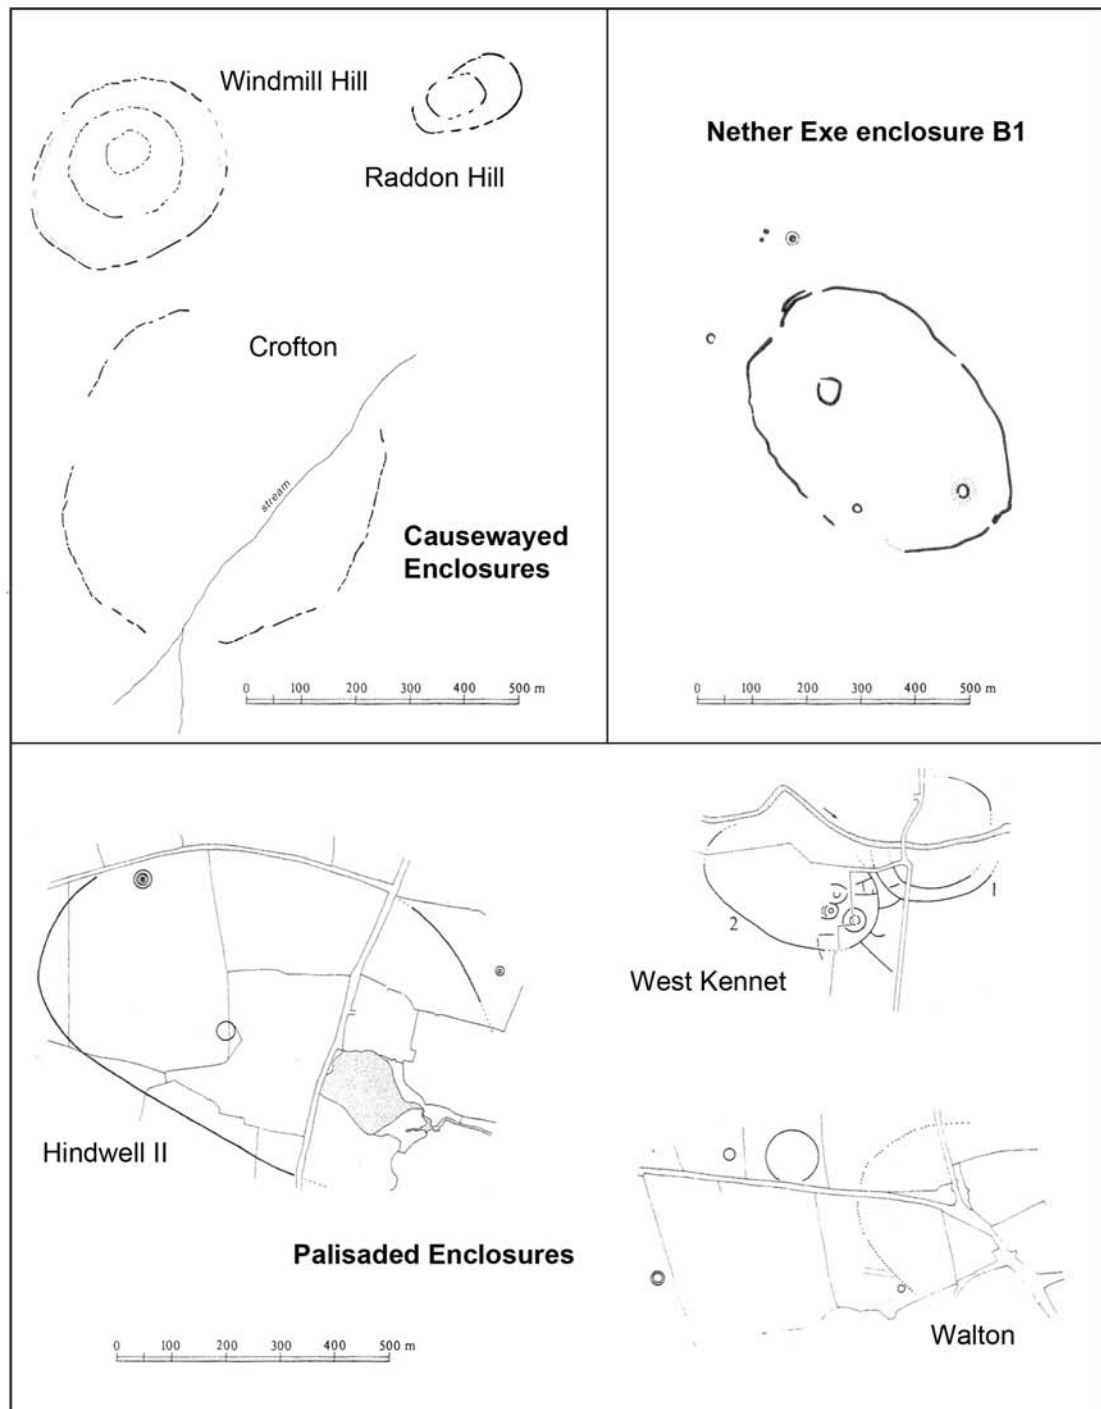 Windmill Hill
Raddon Hill
Crofton
stream
Causewayed
Enclosures
0 100 200 300 400 500 m
Nether Exe enclosure B1
0 100 200 300 400 500 m
1
2
West Kennet
Hindwell II
Palisaded Enclosures
Walton
0 100 200 300 400 500 m